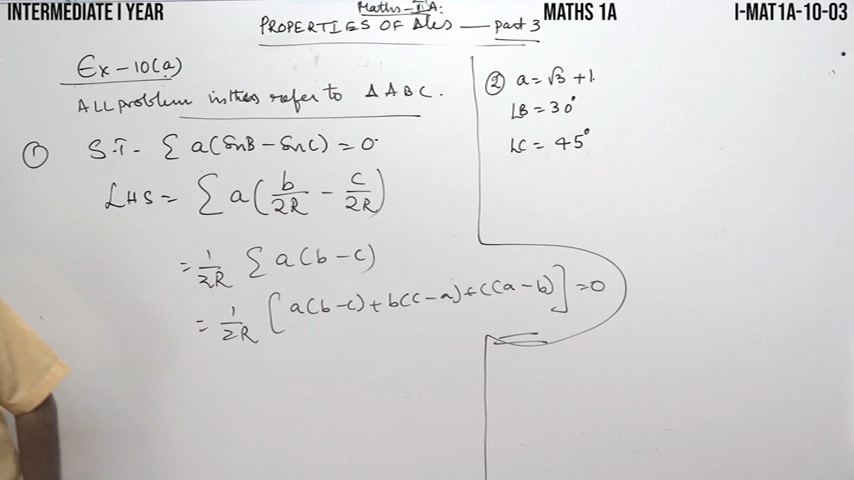 INTERMEDIATE I YEAR
MATHS 1A
I-MAT1A-10-03
Maths-IA:
PROPERTIES OF Δles — part 3
Ex-10(a)
ALL problem in this refer to ΔABC.
① S.T- Σ a(SinB - SinC) = 0
LHS = Σ a(b/2R - c/2R)
= 1/2R Σ a(b-c)
= 1/2R [a(b-c)+b(c-a)+c(a-b)] = 0
② a = √3 + 1.
∠B = 30°
∠C = 45°